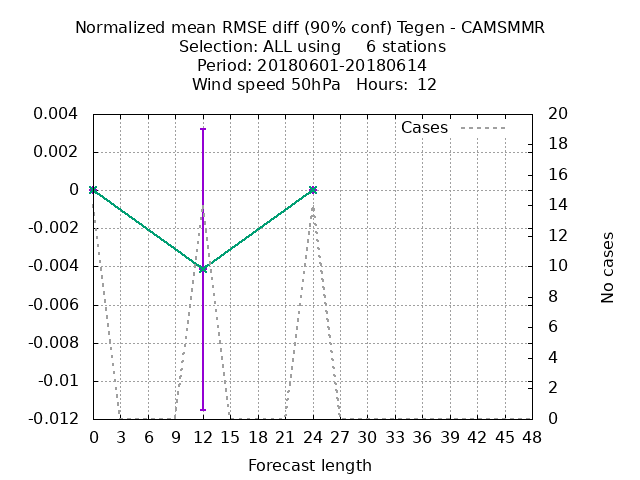 Normalized mean RMSE diff (90% conf) Tegen - CAMSMMR
Selection: ALL using     6 stations
Period: 20180601-20180614
Wind speed 50hPa   Hours:  12
Cases
0.004
0.002
0
-0.002
-0.004
-0.006
-0.008
-0.01
-0.012
20
18
16
14
12
10
8
6
4
2
0
No cases
0 3 6 9 12 15 18 21 24 27 30 33 36 39 42 45 48
Forecast length